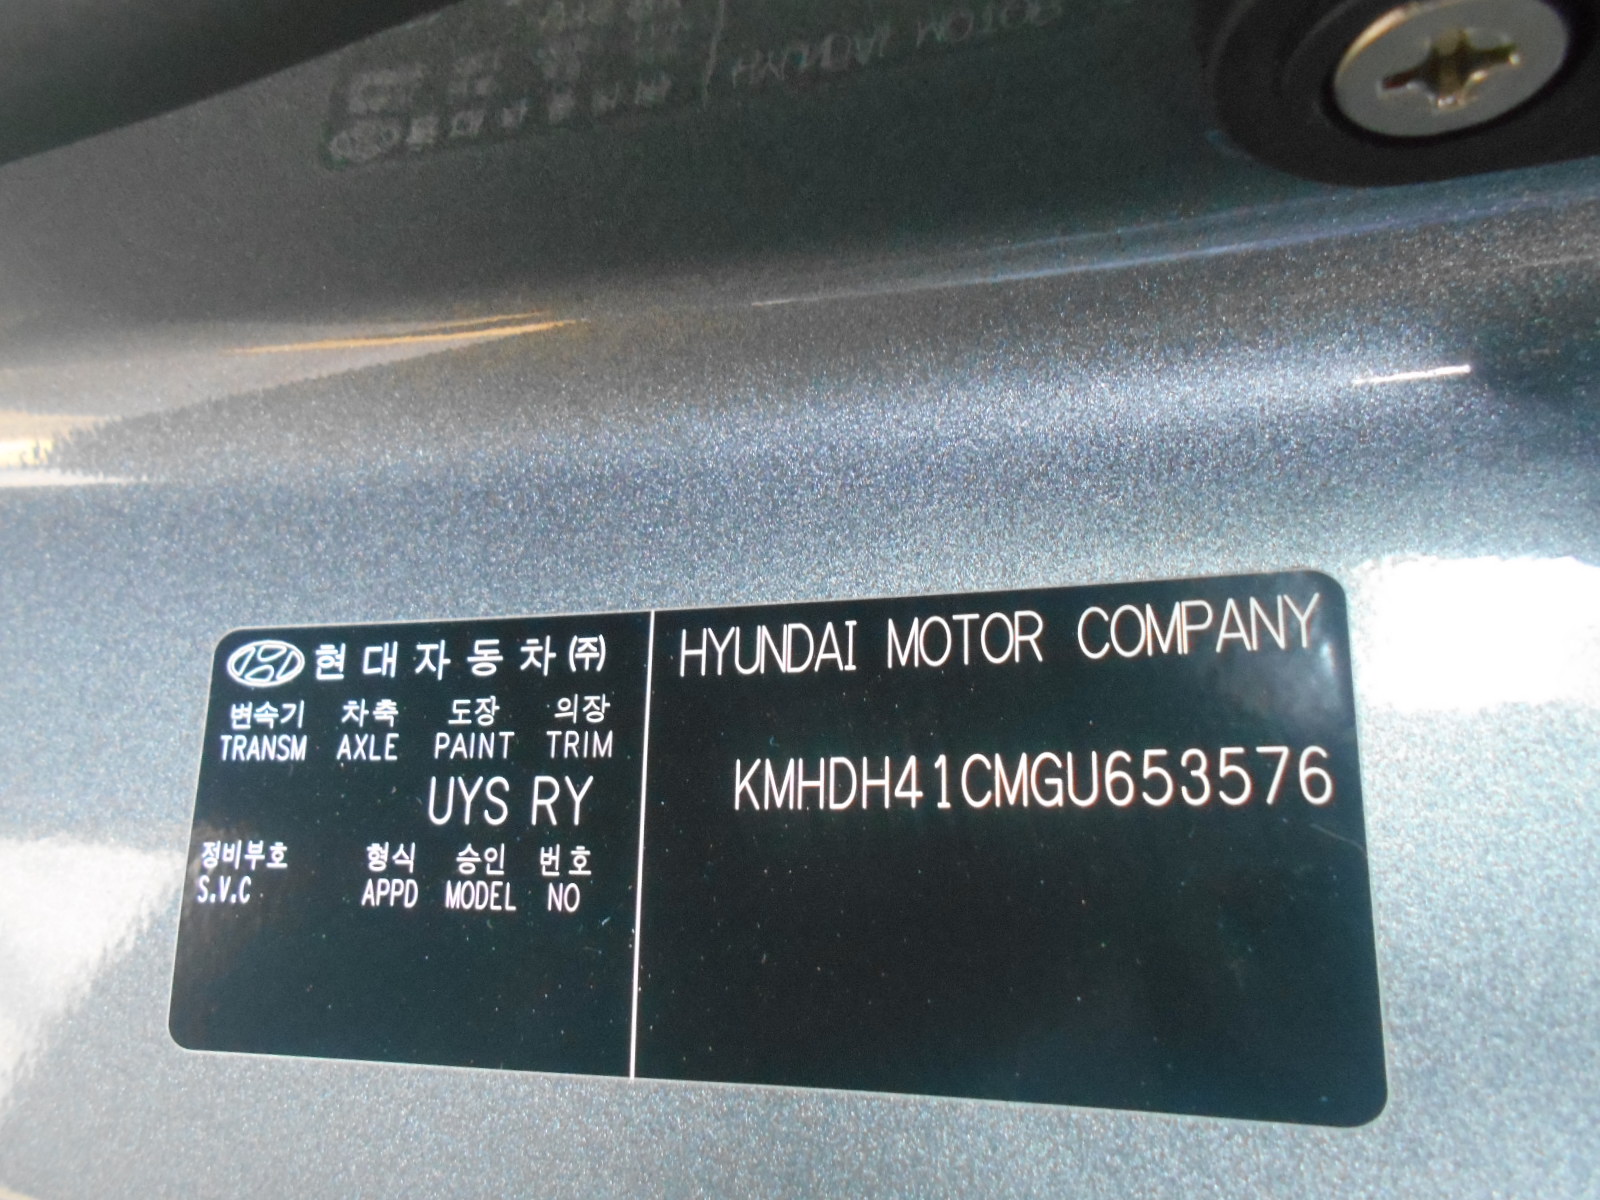 현대자동차(주)
변속기 차축 도장 의장
TRANSM AXLE PAINT TRIM
UYS RY
정비부호 형식 승인 번호
S.V.C APPD MODEL NO
HYUNDAI MOTOR COMPANY
KMHDH41CMGU653576